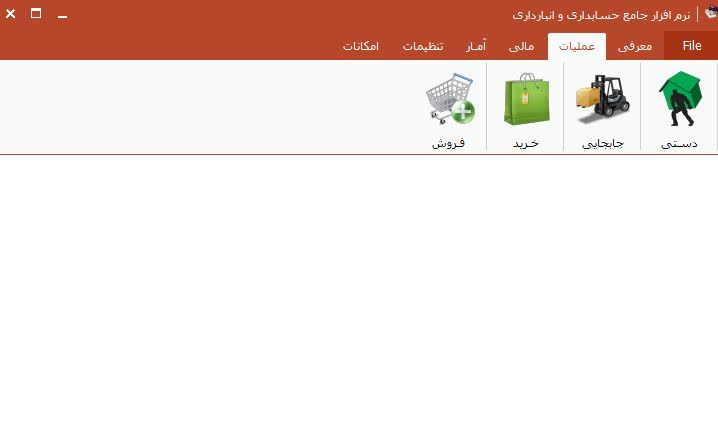 نرم افزار جامع حسابداری و انبارداری
File معرفی عملیات مالی آمار تنظیمات امکانات
دستی جابجایی خرید فروش